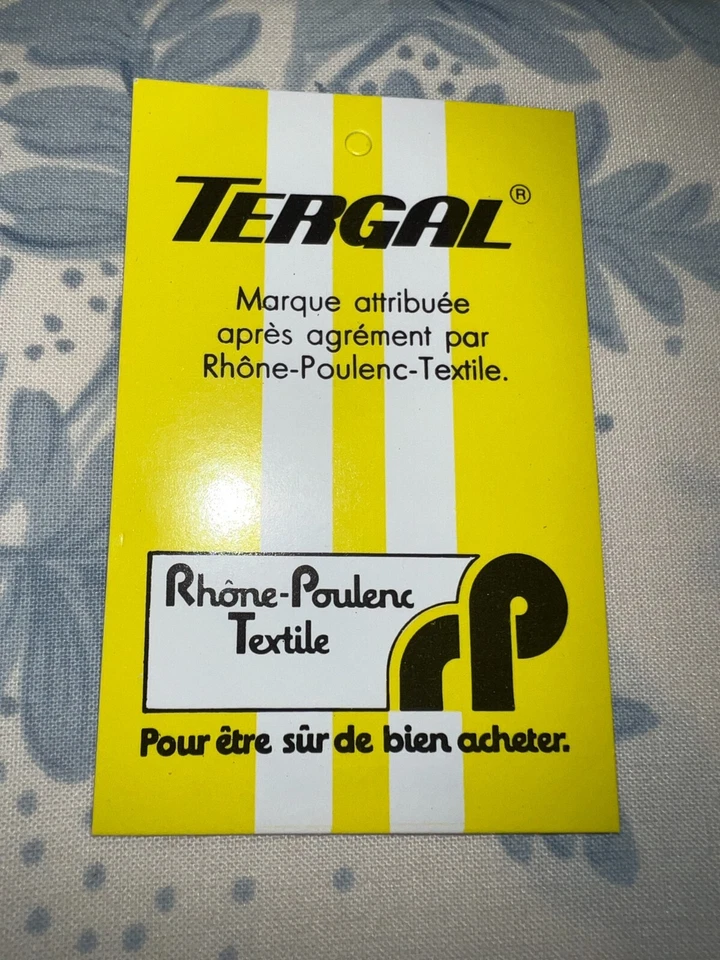 TERGAL®
Marque attribuée
après agrément par
Rhône-Poulenc-Textile.
Rhône-Poulenc
Textile
rP
Pour être sûr de bien acheter.